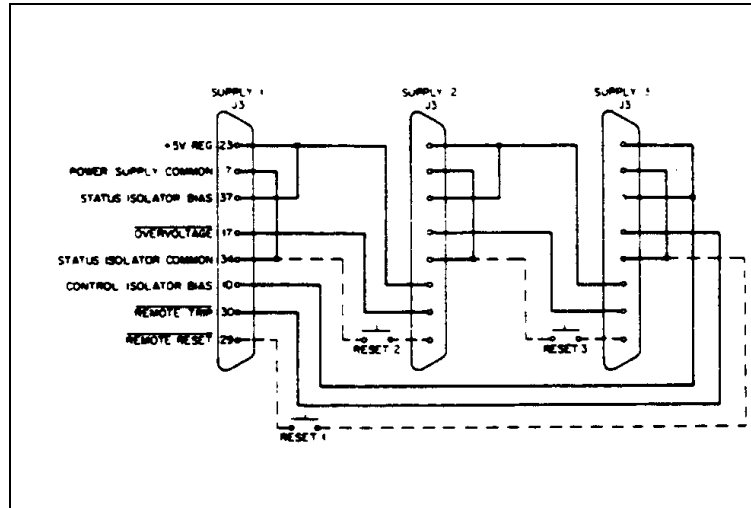 SUPPLY 1
J3
SUPPLY 2
J3
SUPPLY 3
J3
+5V REG 23
POWER SUPPLY COMMON 7
STATUS ISOLATOR BIAS 37
OVERVOLTAGE 17
STATUS ISOLATOR COMMON 34
CONTROL ISOLATOR BIAS 10
REMOTE TRIP 30
REMOTE RESET 29
RESET 2
RESET 3
RESET 1